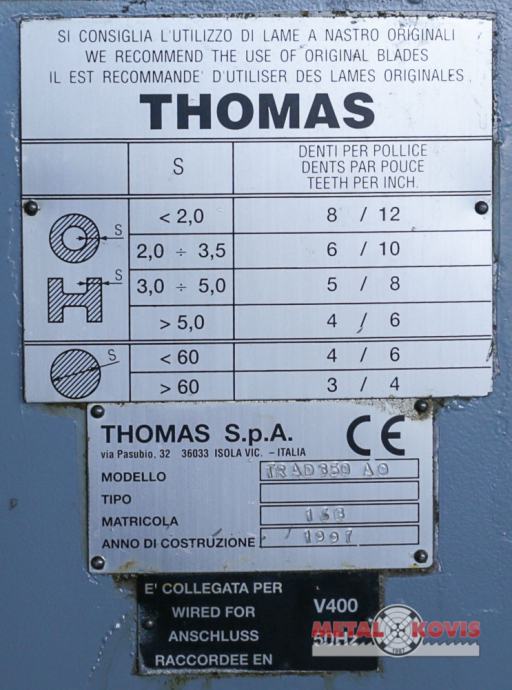 SI CONSIGLIA L'UTILIZZO DI LAME A NASTRO ORIGINALI
WE RECOMMEND THE USE OF ORIGINAL BLADES
IL EST RECOMMANDE' D'UTILISER DES LAMES ORIGINALES
THOMAS
S
DENTI PER POLLICE
DENTS PAR POUCE
TEETH PER INCH.
S < 2,0 8 / 12
2,0 ÷ 3,5 6 / 10
S 3,0 ÷ 5,0 5 / 8
> 5,0 4 / 6
S < 60 4 / 6
> 60 3 / 4
THOMAS S.p.A. CE
via Pasubio, 32 36033 ISOLA VIC. – ITALIA
MODELLO TRAD350 AO
TIPO
MATRICOLA
ANNO DI COSTRUZIONE 1997
E' COLLEGATA PER
WIRED FOR V400
ANSCHLUSS 50HZ
RACCORDEE EN
METAL KOVIS
1987